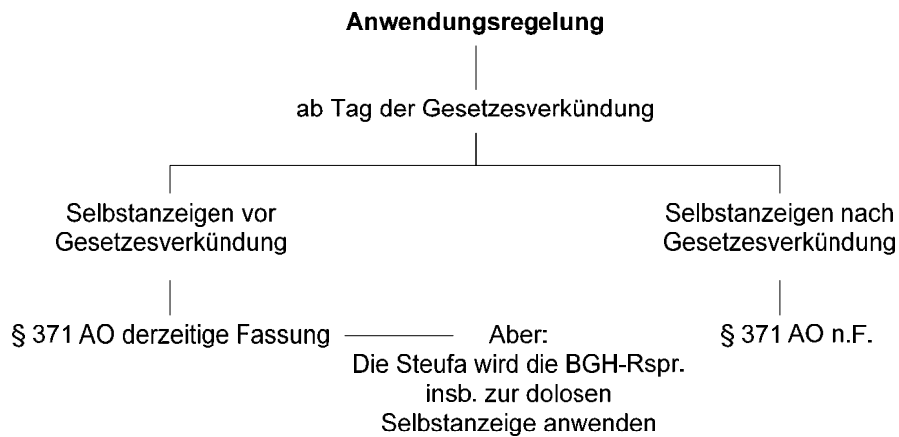 Anwendungsregelung
ab Tag der Gesetzesverkündung
Selbstanzeigen vor
Gesetzesverkündung
Selbstanzeigen nach
Gesetzesverkündung
§ 371 AO derzeitige Fassung
Aber:
Die Steufa wird die BGH-Rspr.
insb. zur dolosen
Selbstanzeige anwenden
§ 371 AO n.F.